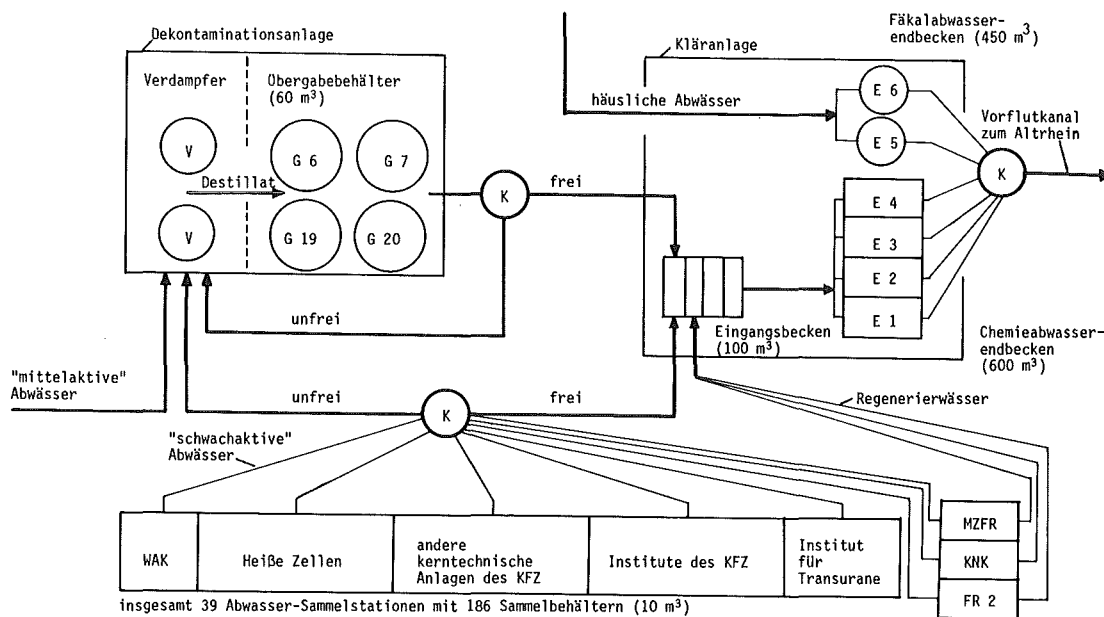 Dekontaminationsanlage
Verdampfer
Übergabebehälter
(60 m³)
V
V
Destillat
G 6
G 7
G 19
G 20
K
frei
unfrei
"mittelaktive"
Abwässer
unfrei
K
frei
"schwachaktive"
Abwässer
häusliche Abwässer
Kläranlage
Fäkalabwasser-
endbecken (450 m³)
E 6
E 5
E 4
E 3
E 2
E 1
K
Vorflutkanal
zum Altrhein
Eingangsbecken
(100 m³)
Chemieabwasser-
endbecken
(600 m³)
Regenerierwässer
WAK
Heiße Zellen
andere
kerntechnische
Anlagen des KFZ
Institute des KFZ
Institut
für
Transurane
MZFR
KNK
FR 2
insgesamt 39 Abwasser-Sammelstationen mit 186 Sammelbehältern (10 m³)